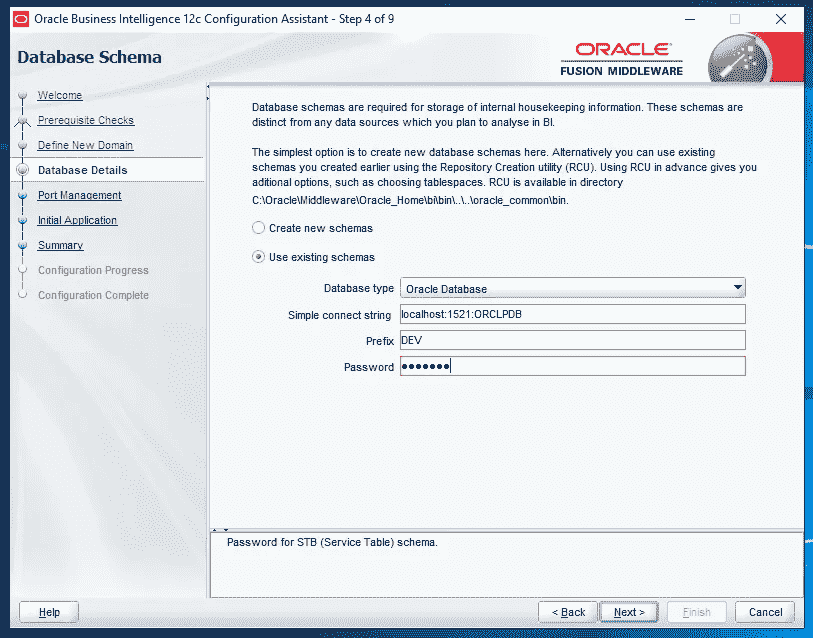 Oracle Business Intelligence 12c Configuration Assistant - Step 4 of 9
Database Schema
ORACLE
FUSION MIDDLEWARE
Welcome
Prerequisite Checks
Define New Domain
Database Details
Port Management
Initial Application
Summary
Configuration Progress
Configuration Complete
Database schemas are required for storage of internal housekeeping information. These schemas are
distinct from any data sources which you plan to analyse in BI.
The simplest option is to create new database schemas here. Alternatively you can use existing
schemas you created earlier using the Repository Creation utility (RCU). Using RCU in advance gives you
aditional options, such as choosing tablespaces. RCU is available in directory
C:\Oracle\Middleware\Oracle_Home\bi\bin\..\..\oracle_common\bin.
Create new schemas
Use existing schemas
Database type Oracle Database
Simple connect string localhost:1521:ORCLPDB
Prefix DEV
Password •••••••
Password for STB (Service Table) schema.
Help
< Back
Next >
Finish
Cancel